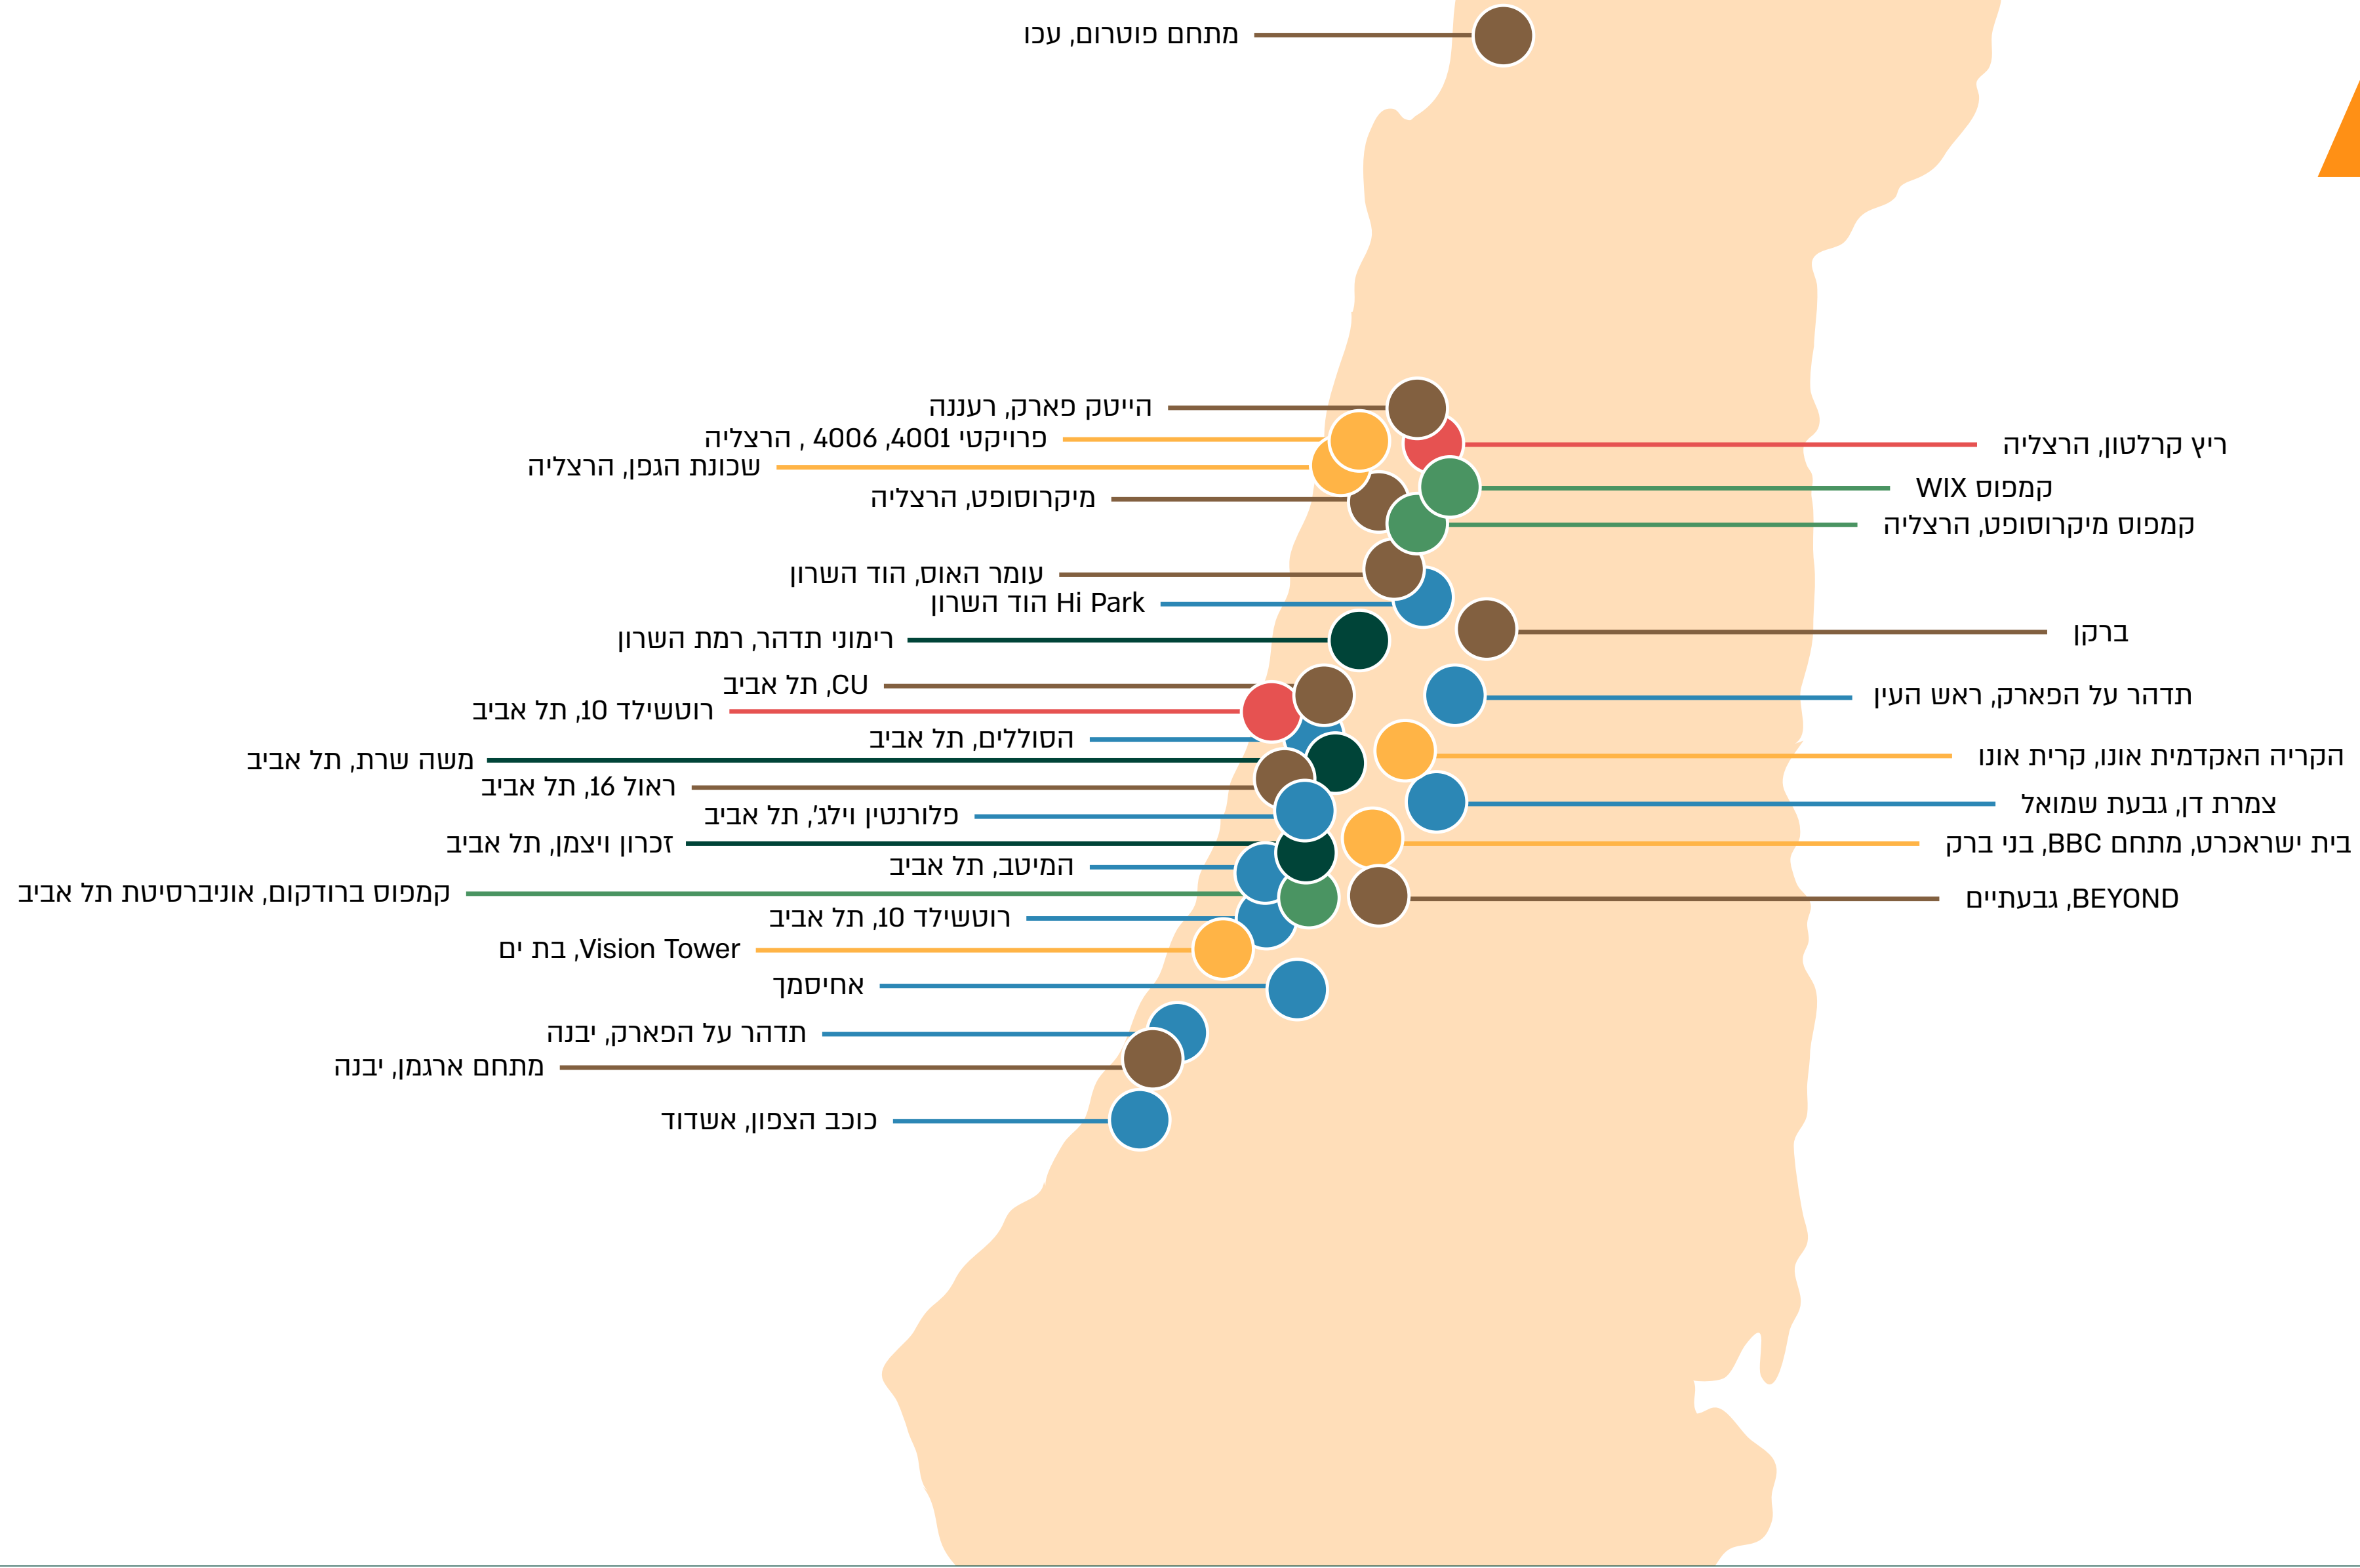 מתחם פוטרום, עכו
הייטק פארק, רעננה
פרויקטי 4001, 4006 , הרצליה
שכונת הגפן, הרצליה
מיקרוסופט, הרצליה
עומר האוס, הוד השרון
Hi Park הוד השרון
רימוני תדהר, רמת השרון
CU, תל אביב
רוטשילד 10, תל אביב
הסוללים, תל אביב
משה שרת, תל אביב
ראול 16, תל אביב
פלורנטין וילג', תל אביב
זכרון ויצמן, תל אביב
המיטב, תל אביב
קמפוס ברודקום, אוניברסיטת תל אביב
רוטשילד 10, תל אביב
Vision Tower, בת ים
אחיסמך
תדהר על הפארק, יבנה
מתחם ארגמן, יבנה
כוכב הצפון, אשדוד
ריץ קרלטון, הרצליה
קמפוס WIX
קמפוס מיקרוסופט, הרצליה
ברקן
תדהר על הפארק, ראש העין
הקריה האקדמית אונו, קרית אונו
צמרת דן, גבעת שמואל
בית ישראכרט, מתחם BBC, בני ברק
BEYOND, גבעתיים